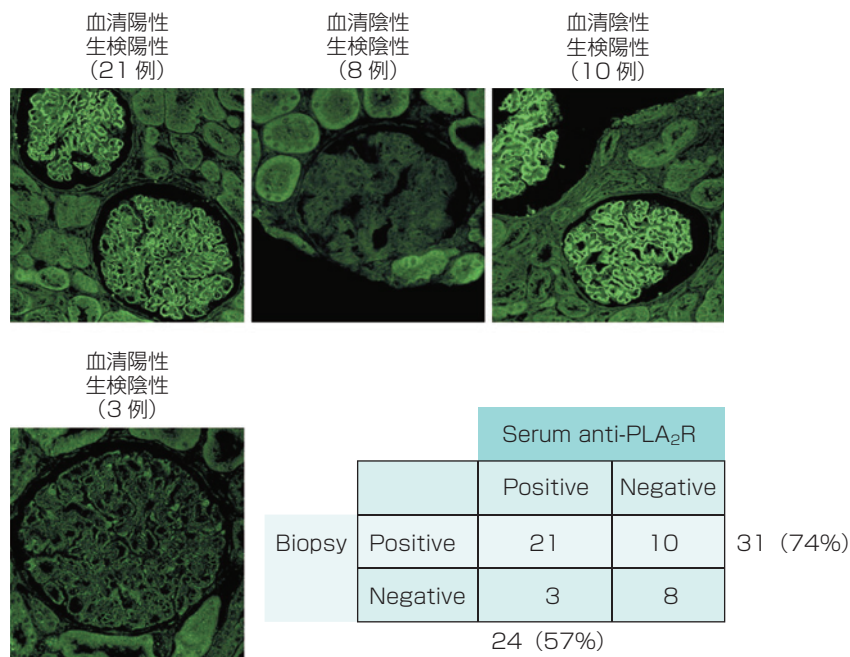 血清陽性
生検陽性
（21 例）
血清陰性
生検陰性
（8 例）
血清陰性
生検陽性
（10 例）
血清陽性
生検陰性
（3 例）
Serum anti-PLA₂R
Positive Negative
Biopsy Positive 21 10 31（74%）
Negative 3 8
24（57%）